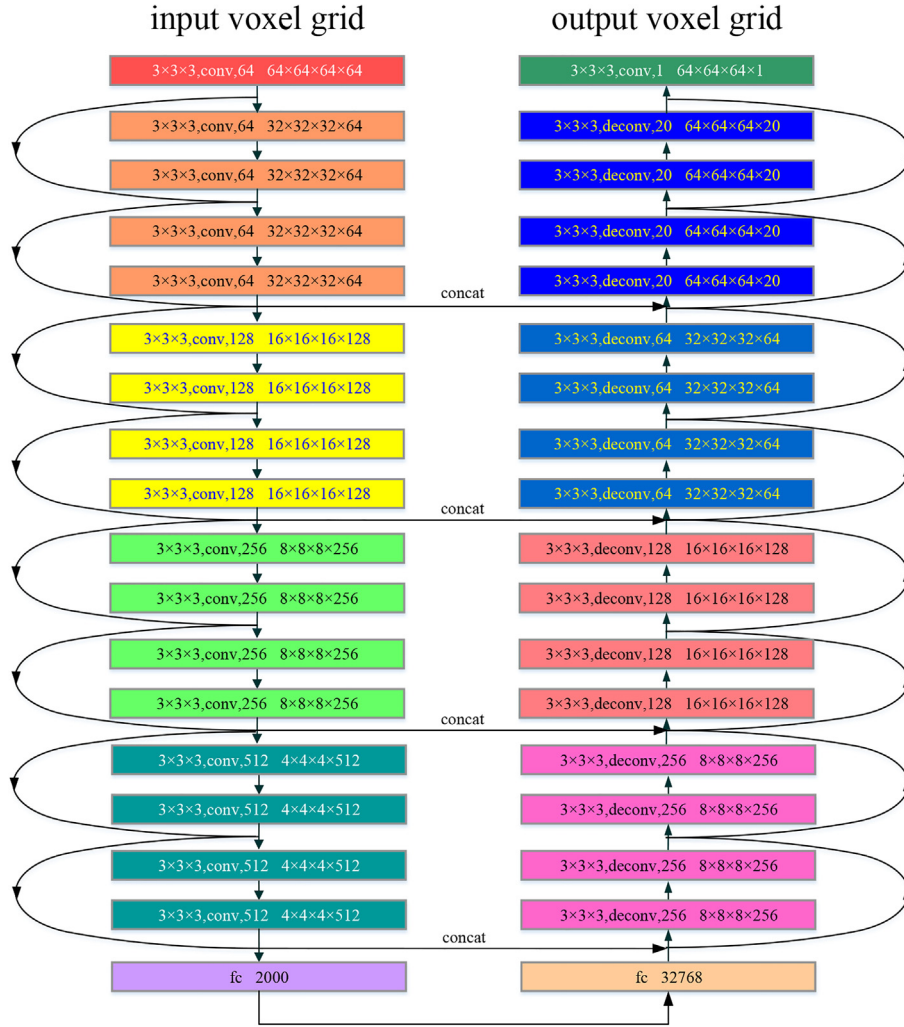 input voxel grid
3×3×3,conv,64 64×64×64×64
3×3×3,conv,64 32×32×32×64
3×3×3,conv,64 32×32×32×64
3×3×3,conv,64 32×32×32×64
3×3×3,conv,64 32×32×32×64
concat
3×3×3,conv,128 16×16×16×128
3×3×3,conv,128 16×16×16×128
3×3×3,conv,128 16×16×16×128
3×3×3,conv,128 16×16×16×128
concat
3×3×3,conv,256 8×8×8×256
3×3×3,conv,256 8×8×8×256
3×3×3,conv,256 8×8×8×256
3×3×3,conv,256 8×8×8×256
concat
3×3×3,conv,512 4×4×4×512
3×3×3,conv,512 4×4×4×512
3×3×3,conv,512 4×4×4×512
3×3×3,conv,512 4×4×4×512
concat
fc 2000
output voxel grid
3×3×3,conv,1 64×64×64×1
3×3×3,deconv,20 64×64×64×20
3×3×3,deconv,20 64×64×64×20
3×3×3,deconv,20 64×64×64×20
3×3×3,deconv,20 64×64×64×20
3×3×3,deconv,64 32×32×32×64
3×3×3,deconv,64 32×32×32×64
3×3×3,deconv,64 32×32×32×64
3×3×3,deconv,64 32×32×32×64
3×3×3,deconv,128 16×16×16×128
3×3×3,deconv,128 16×16×16×128
3×3×3,deconv,128 16×16×16×128
3×3×3,deconv,128 16×16×16×128
3×3×3,deconv,256 8×8×8×256
3×3×3,deconv,256 8×8×8×256
3×3×3,deconv,256 8×8×8×256
3×3×3,deconv,256 8×8×8×256
fc 32768